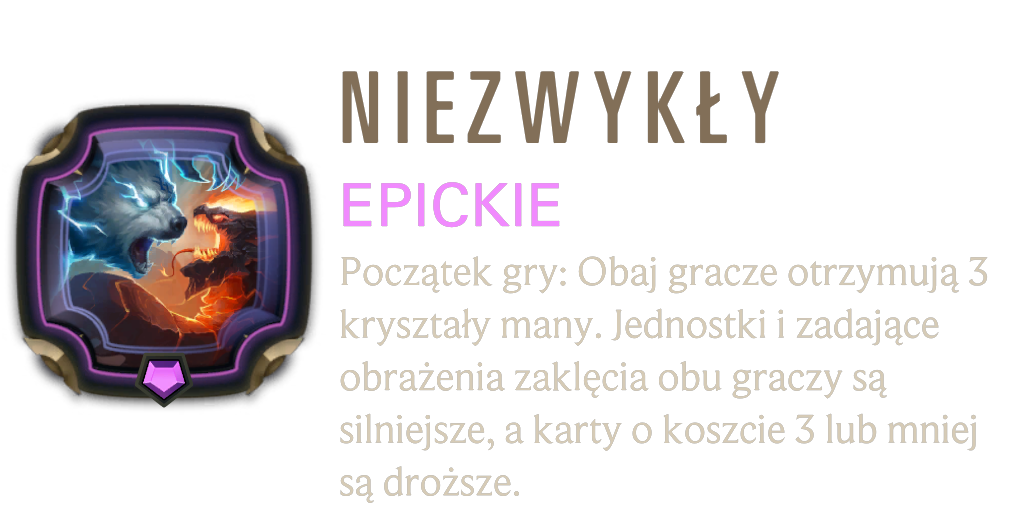 NIEZWYKŁY
EPICKIE
Początek gry: Obaj gracze otrzymują 3
kryształy many. Jednostki i zadające
obrażenia zaklęcia obu graczy są
silniejsze, a karty o koszcie 3 lub mniej
są droższe.